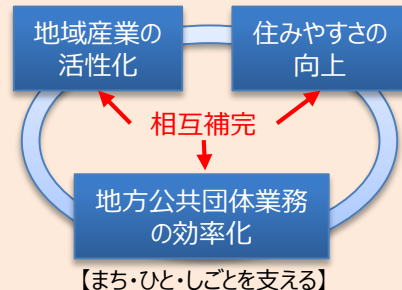 地域産業の
活性化
住みやすさの
向上
相互補完
地方公共団体業務
の効率化
【まち・ひと・しごとを支える】